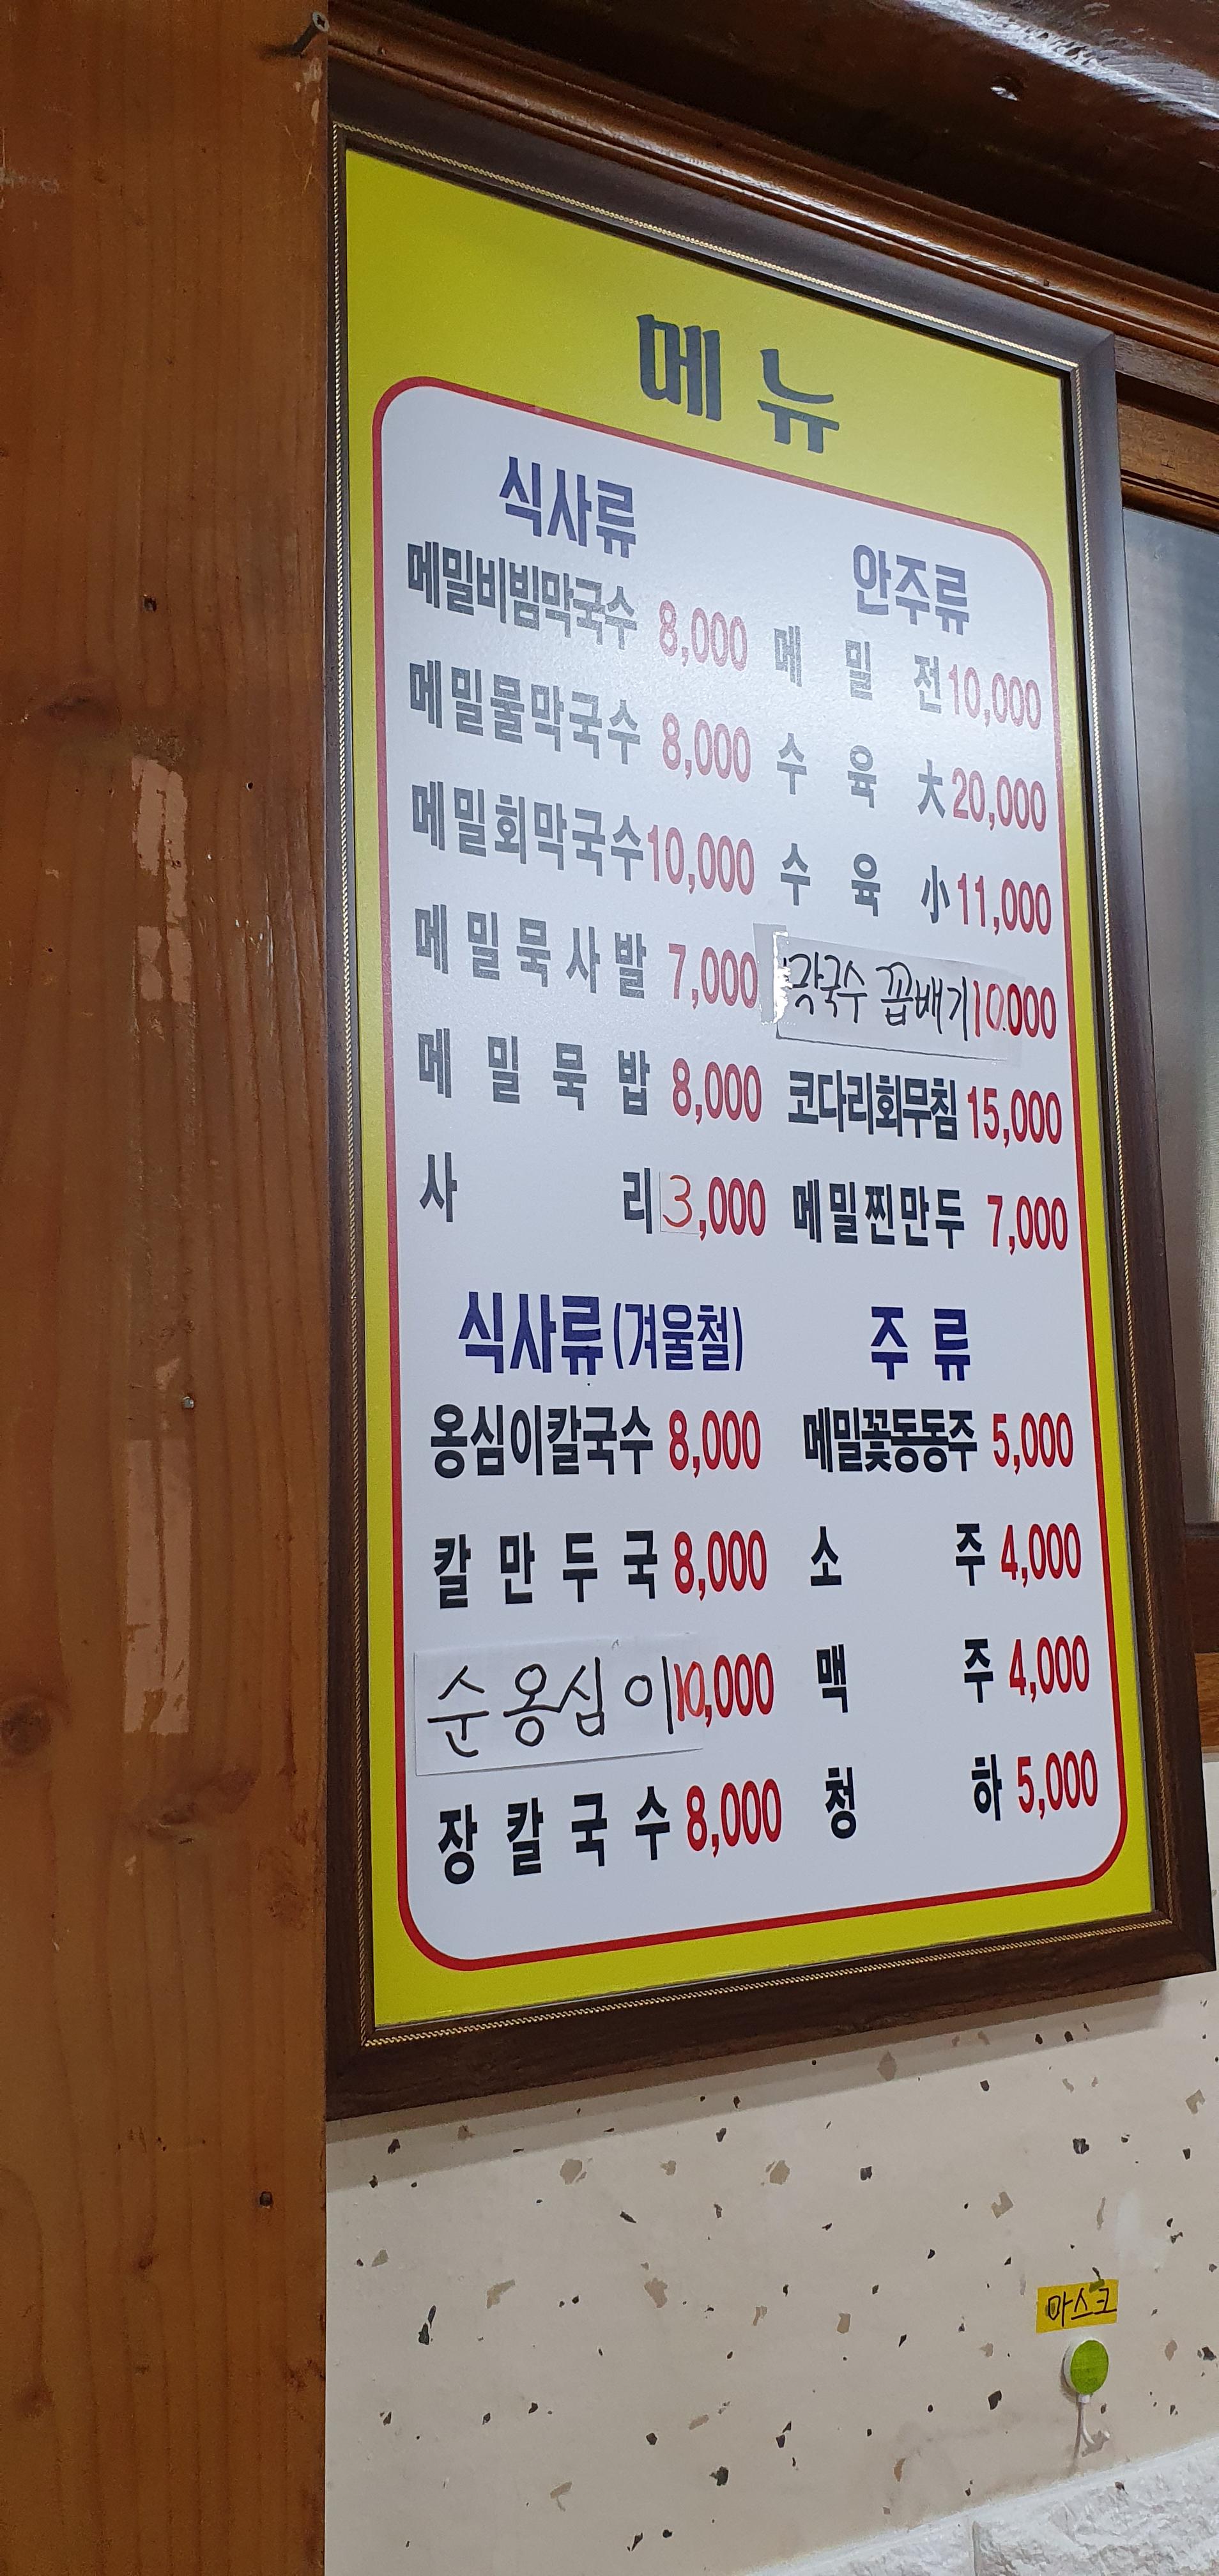 메뉴
식사류
메밀비빔막국수 8,000
메밀물막국수 8,000
메밀회막국수 10,000
메밀묵사발 7,000
메밀묵밥 8,000
사리 3,000
안주류
메밀전 10,000
수육 大 20,000
수육 小 11,000
막국수 꼽배기 10.000
코다리회무침 15,000
메밀찐만두 7,000
식사류(겨울철)
옹심이칼국수 8,000
칼만두국 8,000
순옹심이 10,000
장칼국수 8,000
주류
메밀꽃동동주 5,000
소주 4,000
맥주 4,000
청하 5,000
마스크